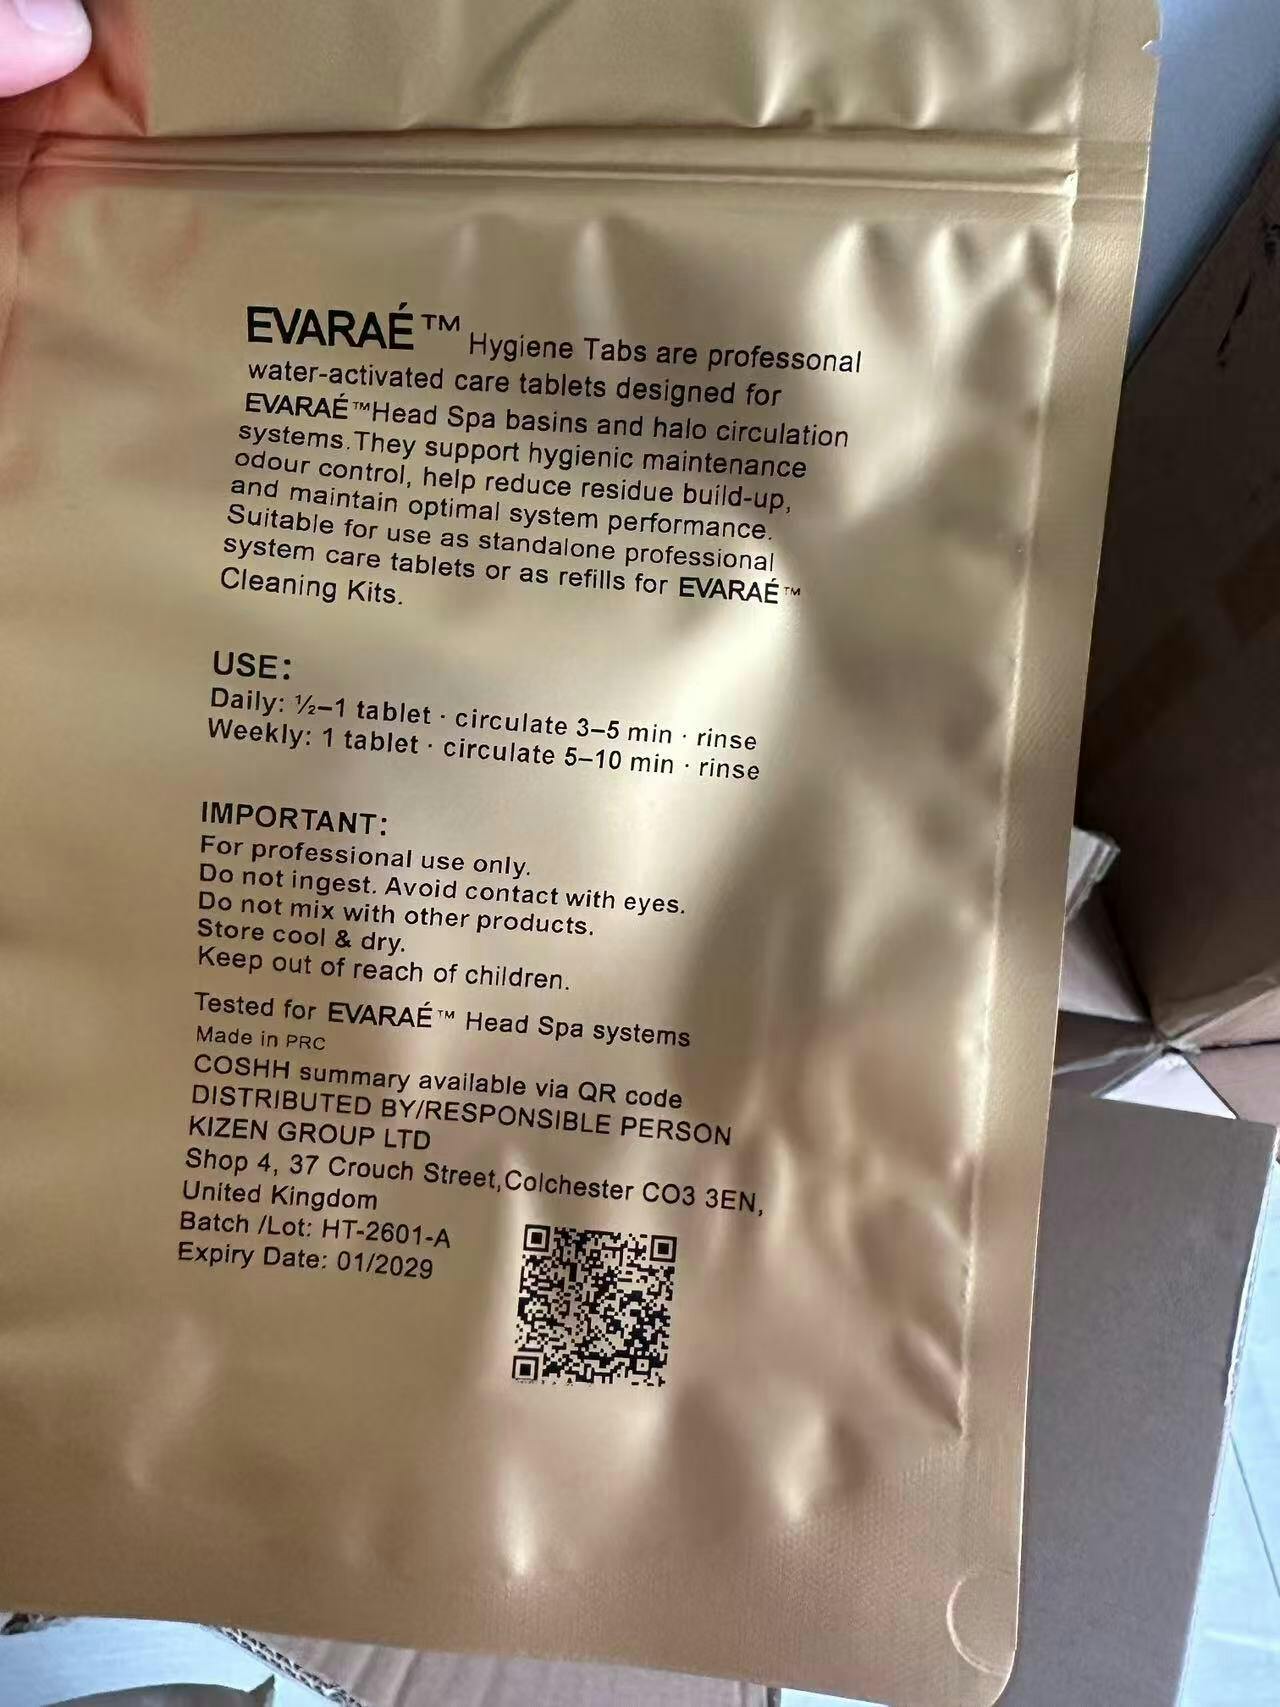 EVARAÉ™ Hygiene Tabs are professonal
water-activated care tablets designed for
EVARAÉ™Head Spa basins and halo circulation
systems.They support hygienic maintenance
odour control, help reduce residue build-up,
and maintain optimal system performance.
Suitable for use as standalone professional
system care tablets or as refills for EVARAÉ™
Cleaning Kits.
USE:
Daily: ½–1 tablet · circulate 3–5 min · rinse
Weekly: 1 tablet · circulate 5–10 min · rinse
IMPORTANT:
For professional use only.
Do not ingest. Avoid contact with eyes.
Do not mix with other products.
Store cool & dry.
Keep out of reach of children.
Tested for EVARAÉ™ Head Spa systems
Made in PRC
COSHH summary available via QR code
DISTRIBUTED BY/RESPONSIBLE PERSON
KIZEN GROUP LTD
Shop 4, 37 Crouch Street,Colchester CO3 3EN,
United Kingdom
Batch /Lot: HT-2601-A
Expiry Date: 01/2029